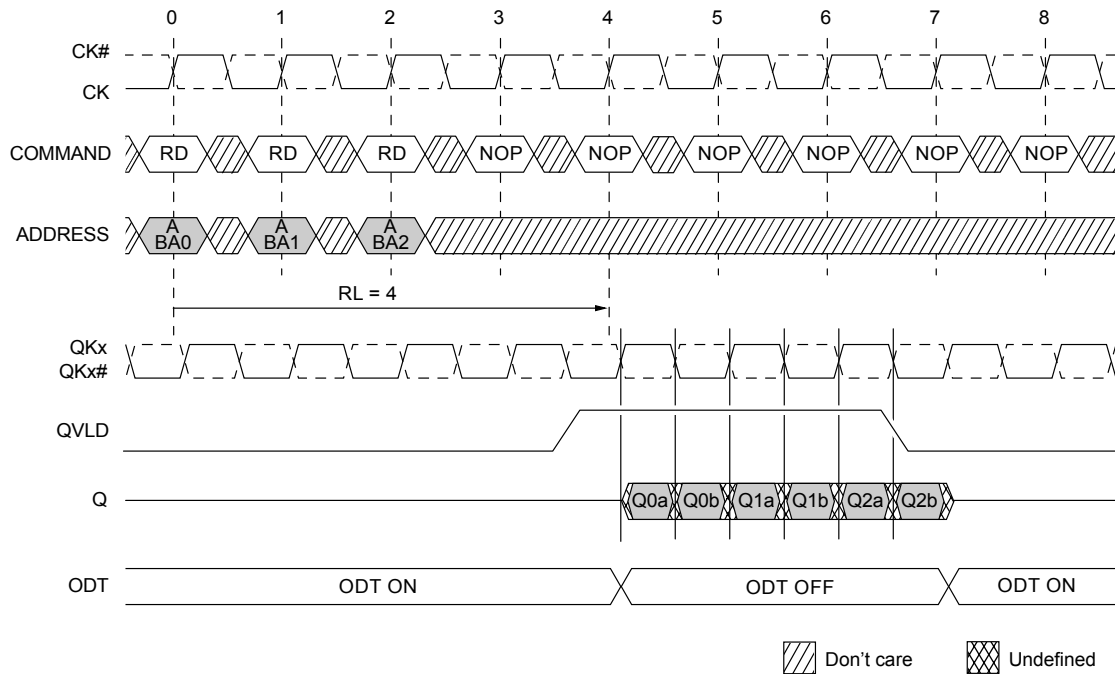 0 1 2 3 4 5 6 7 8
CK#
CK
COMMAND RD RD RD NOP NOP NOP NOP NOP NOP
ADDRESS A BA0 A BA1 A BA2
RL = 4
QKx
QKx#
QVLD
Q Q0a Q0b Q1a Q1b Q2a Q2b
ODT ODT ON ODT OFF ODT ON
Don't care Undefined